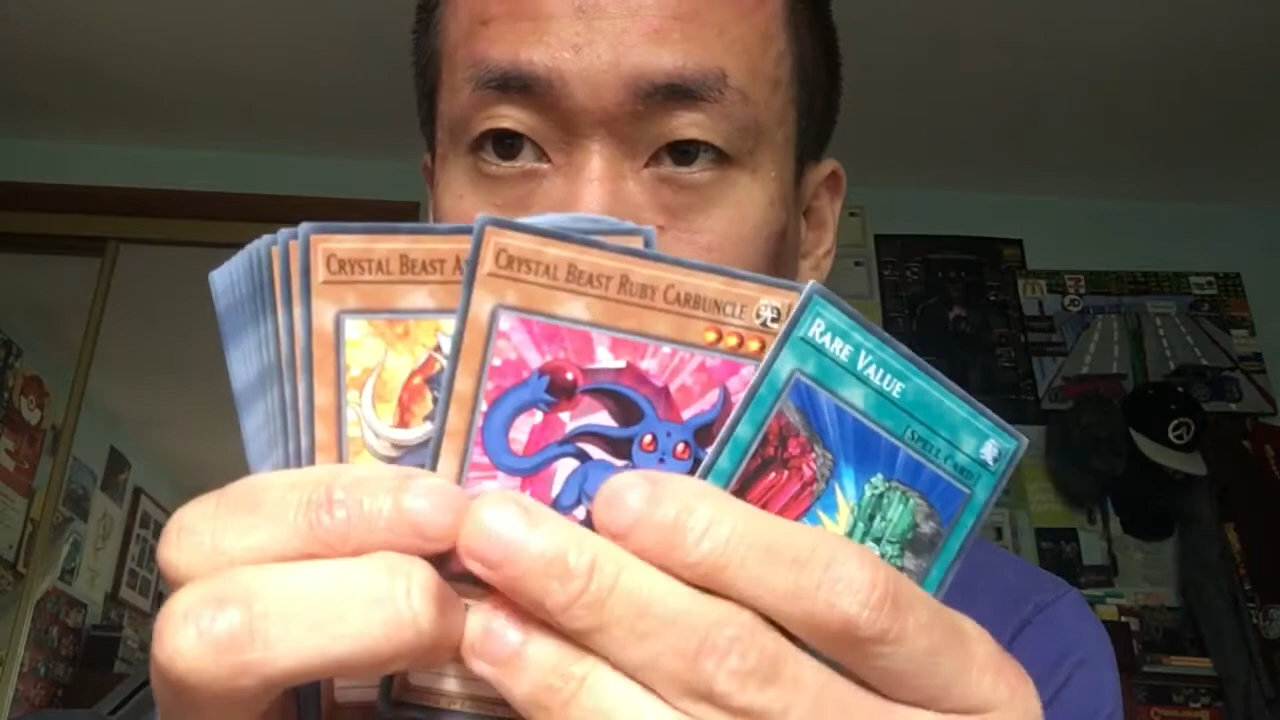 CRYSTAL BEAST A
CRYSTAL BEAST RUBY CARBUNCLE
RARE VALUE
[SPELL CARD]